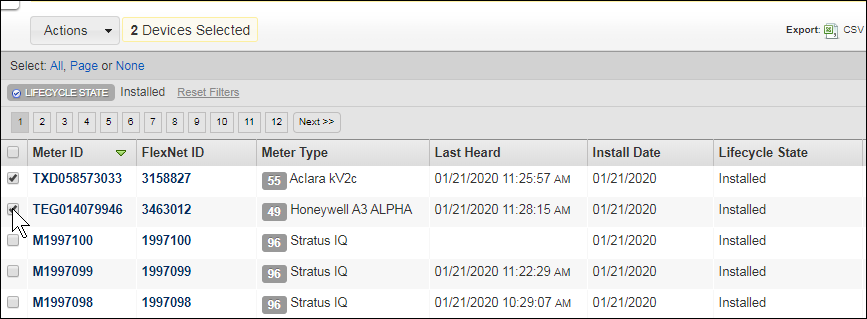 Actions 2 Devices Selected Export: CSV
Select: All, Page or None
LIFECYCLE STATE Installed Reset Filters
1 2 3 4 5 6 7 8 9 10 11 12 Next >>
Meter ID FlexNet ID Meter Type Last Heard Install Date Lifecycle State
TXD058573033 3158827 55 Aclara kV2c 01/21/2020 11:25:57 AM 01/21/2020 Installed
TEG014079946 3463012 49 Honeywell A3 ALPHA 01/21/2020 11:28:15 AM 01/21/2020 Installed
M1997100 1997100 96 Stratus IQ 01/21/2020 Installed
M1997099 1997099 96 Stratus IQ 01/21/2020 11:22:29 AM 01/21/2020 Installed
M1997098 1997098 96 Stratus IQ 01/21/2020 10:29:07 AM 01/21/2020 Installed